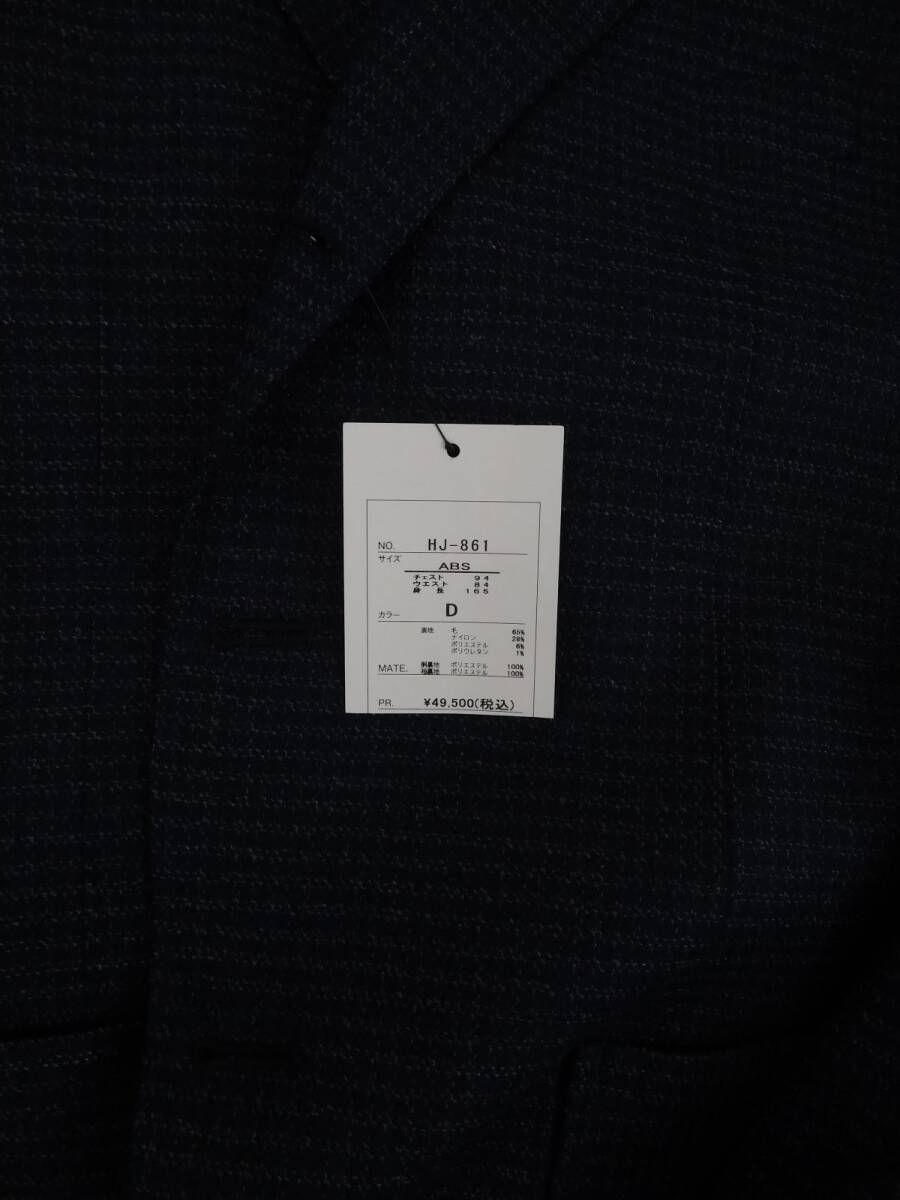 NO. HJ-861
サイズ
ABS
チェスト 94
ウエスト 84
身長 165
カラー D
表地 毛 65%
ナイロン 28%
ポリエステル 6%
ポリウレタン 1%
MATE. 胴裏地 ポリエステル 100%
袖裏地 ポリエステル 100%
PR. ¥49,500(税込)